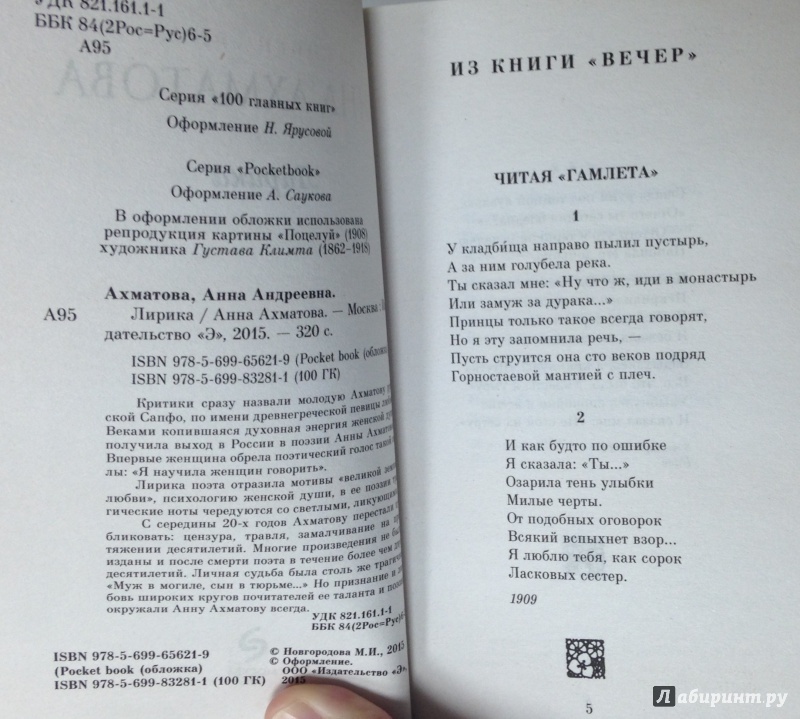 УДК 821.161.1-1
ББК 84(2Рос=Рус)6-5
А95
Серия «100 главных книг»
Оформление Н. Ярусовой
Серия «Pocketbook»
Оформление А. Саукова
В оформлении обложки использована
репродукция картины «Поцелуй» (1908)
художника Густава Климта (1862-1918)
Ахматова, Анна Андреевна.
А95 Лирика / Анна Ахматова. — Москва :
дательство «Э», 2015. — 320 с.
ISBN 978-5-699-65621-9 (Pocket book (обложка)
ISBN 978-5-699-83281-1 (100 ГК)
Критики сразу назвали молодую Ахматову
ской Сапфо, по имени древнегреческой певицы
Веками копившаяся духовная энергия женской
получила выход в России в поэзии Анны
Впервые женщина обрела поэтический голос
лы: «Я научила женщин говорить».
Лирика поэта отразила мотивы «великой
любви», психологию женской души, в ее поэзии
гические ноты чередуются со светлыми,
С середины 20-х годов Ахматову перестали
бликовать: цензура, травля, замалчивание на
тяжении десятилетий. Многие произведения не
изданы и после смерти поэта в течение более чем
десятилетий. Личная судьба была столь же
«Муж в могиле, сын в тюрьме...» Но признание и
бовь широких кругов почитателей ее таланта и
окружали Анну Ахматову всегда.
УДК 821.161.1-1
ББК 84(2Рос=Рус)6-5
ISBN 978-5-699-65621-9
(Pocket book (обложка)
ISBN 978-5-699-83281-1 (100 ГК)
© Новгородова М.И., 2015
© Оформление.
ООО «Издательство «Э»,
2015
ИЗ КНИГИ «ВЕЧЕР»
ЧИТАЯ «ГАМЛЕТА»
1
У кладби́ща направо пылил пустырь,
А за ним голубела река.
Ты сказал мне: «Ну что ж, иди в монастырь
Или замуж за дурака...»
Принцы только такое всегда говорят,
Но я эту запомнила речь, —
Пусть струится она сто веков подряд
Горностаевой мантией с плеч.
2
И как будто по ошибке
Я сказала: «Ты...»
Озарила тень улыбки
Милые черты.
От подобных оговорок
Всякий вспыхнет взор...
Я люблю тебя, как сорок
Ласковых сестер.
1909
5
Лабиринт.ру